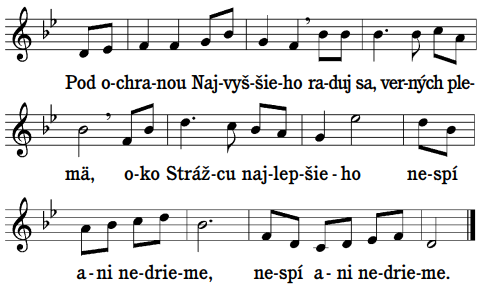 Pod o-chra-nou Naj-vyš-šie-ho ra-duj sa, ver-ných ple-
mä, o-ko Stráž-cu naj-lep-šie-ho ne-spí
a-ni ne-drie-me, ne-spí a-ni ne-drie-me.